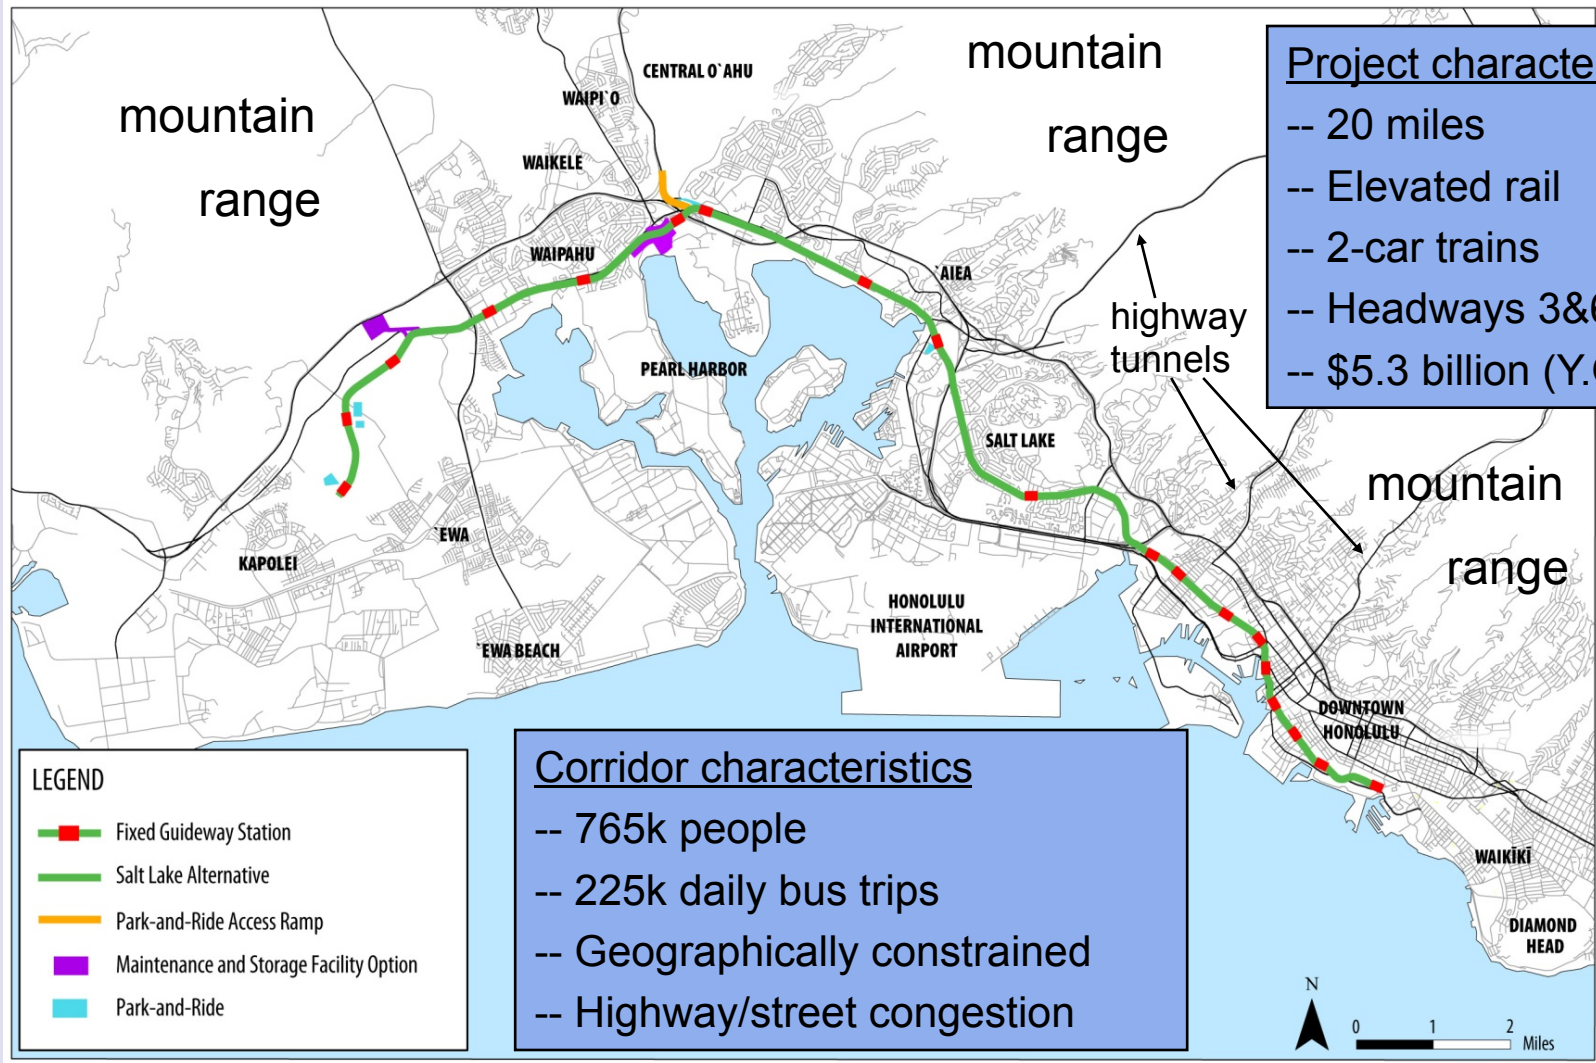 mountain
range
CENTRAL O`AHU
WAIPI`O
WAIKELE
WAIPAHU
mountain
range
Project characte
-- 20 miles
-- Elevated rail
-- 2-car trains
-- Headways 3&6
-- $5.3 billion (Y.O
`AIEA
highway
tunnels
PEARL HARBOR
SALT LAKE
mountain
range
`EWA
KAPOLEI
`EWA BEACH
HONOLULU
INTERNATIONAL
AIRPORT
DOWNTOWN
HONOLULU
WAIKĪKĪ
DIAMOND
HEAD
LEGEND
Fixed Guideway Station
Salt Lake Alternative
Park-and-Ride Access Ramp
Maintenance and Storage Facility Option
Park-and-Ride
Corridor characteristics
-- 765k people
-- 225k daily bus trips
-- Geographically constrained
-- Highway/street congestion
N
0 1 2
Miles